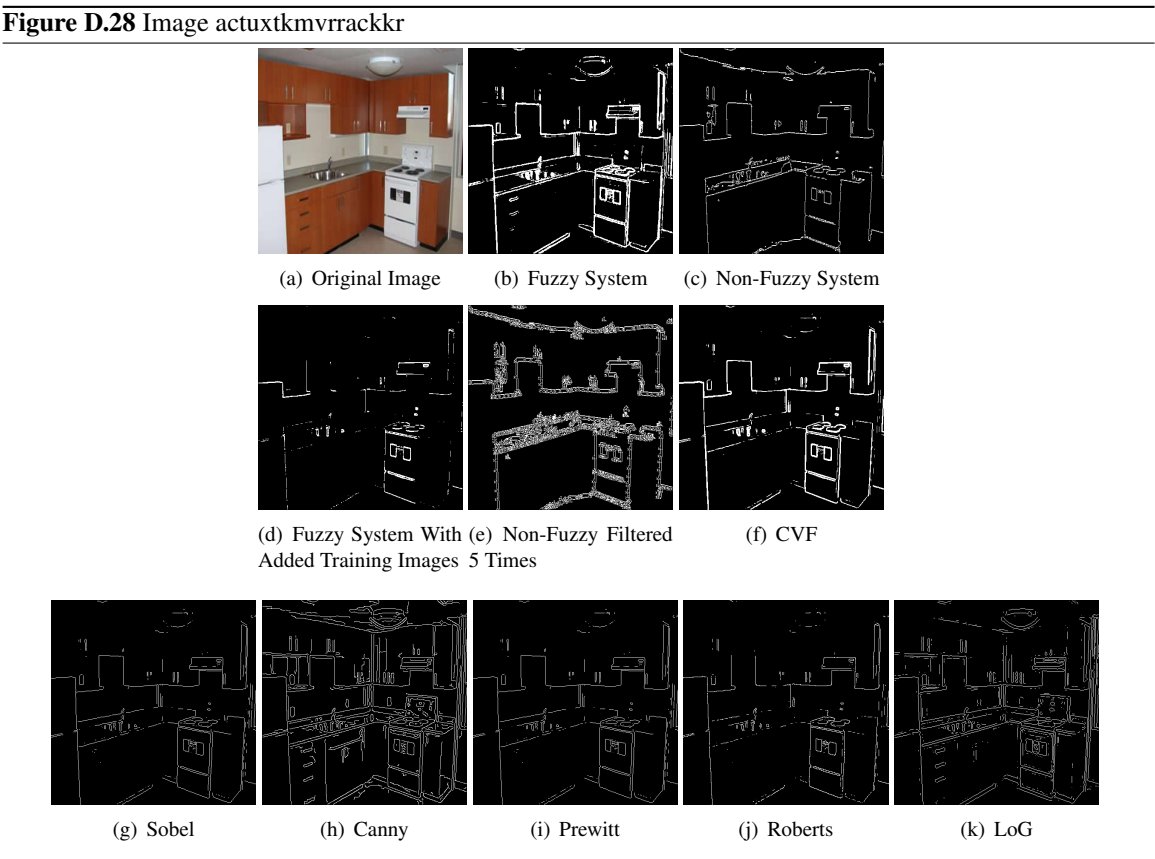 Figure D.28 Image actuxtkmvrrackkr
(a) Original Image
(b) Fuzzy System
(c) Non-Fuzzy System
(d) Fuzzy System With
Added Training Images
(e) Non-Fuzzy Filtered
5 Times
(f) CVF
(g) Sobel
(h) Canny
(i) Prewitt
(j) Roberts
(k) LoG